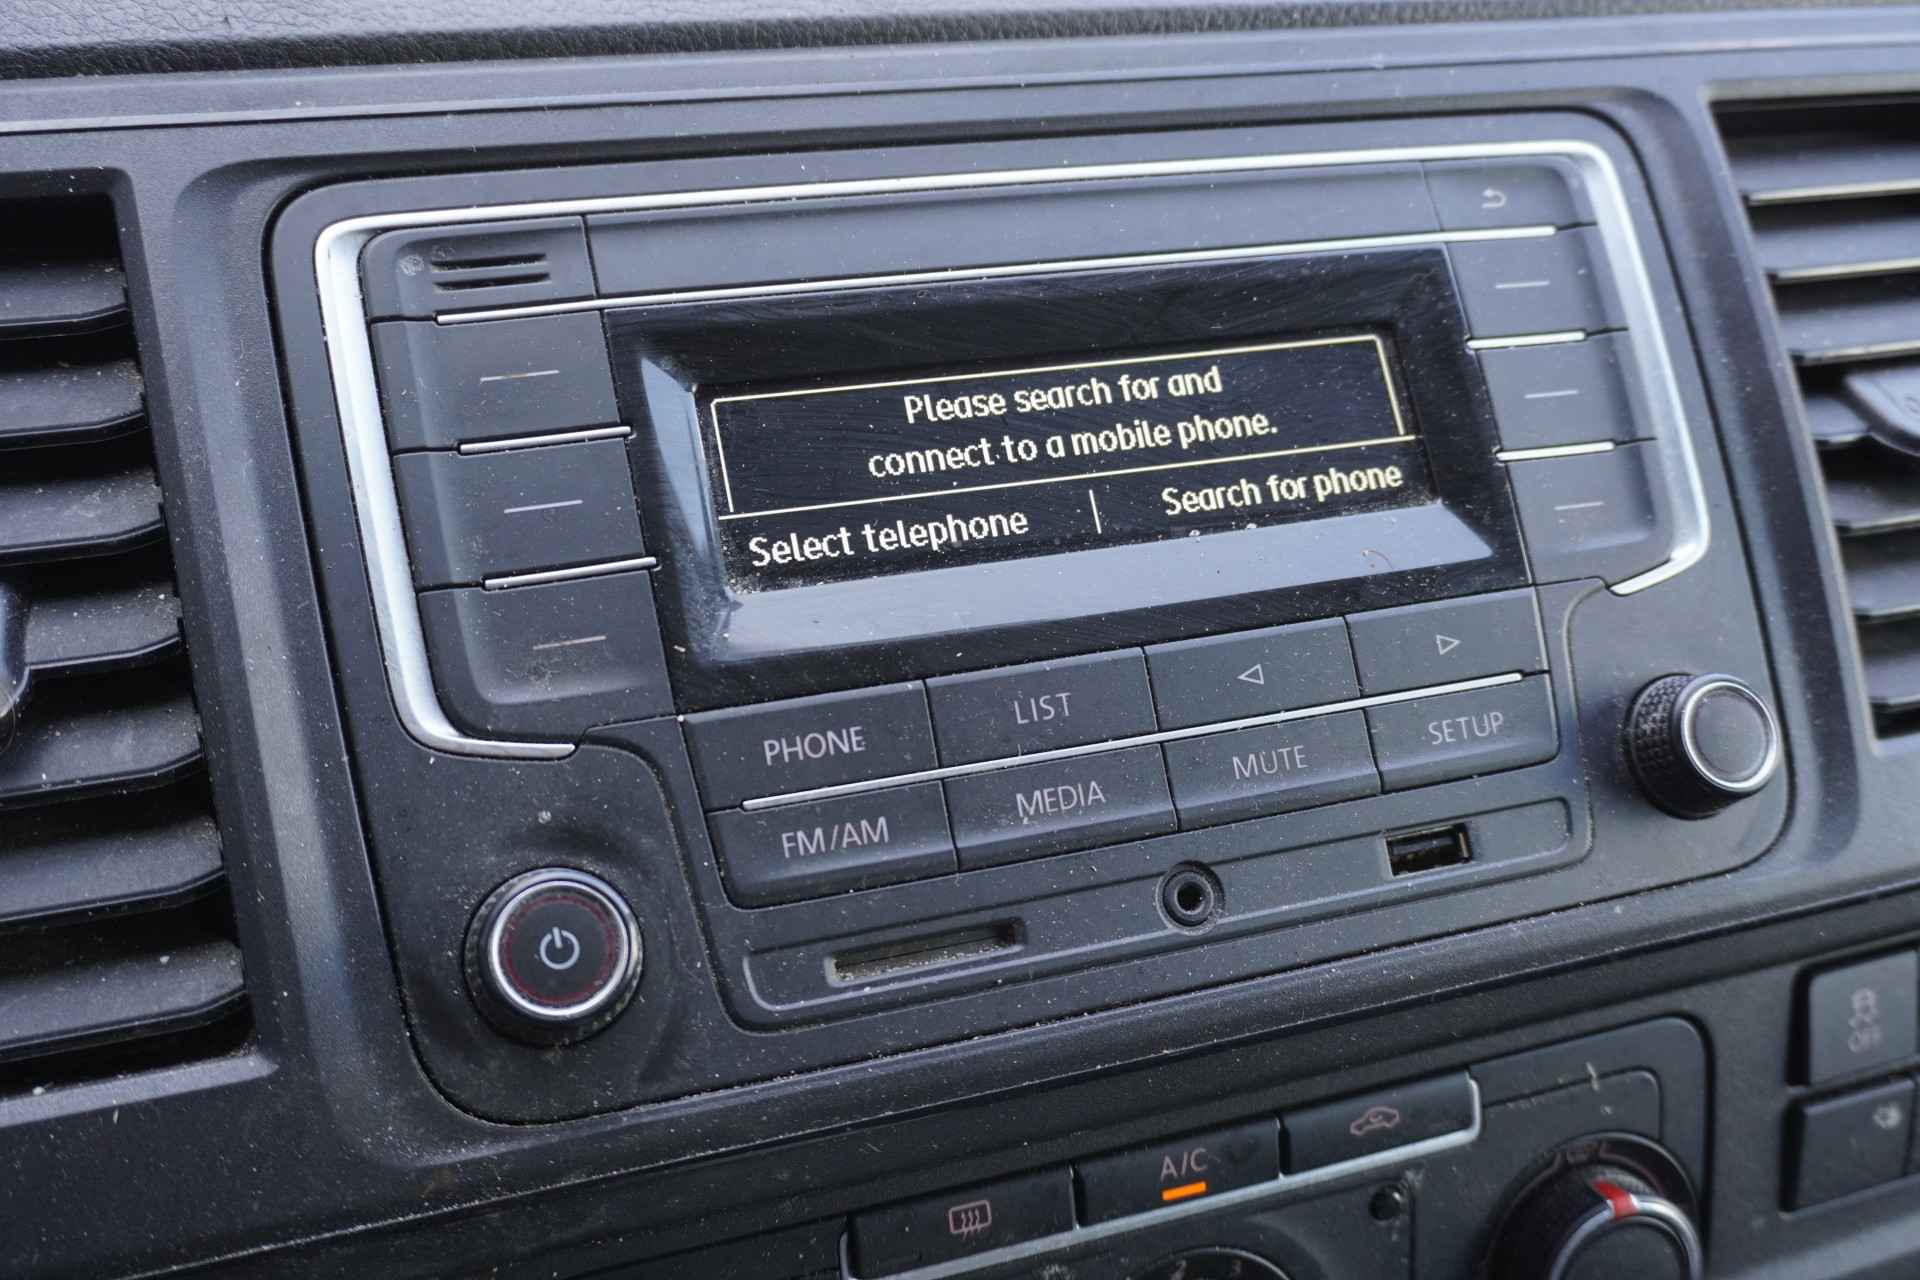 Please search for and
connect to a mobile phone.
Select telephone
Search for phone
PHONE
LIST
FM/AM
MEDIA
MUTE
SETUP
OFF
A/C